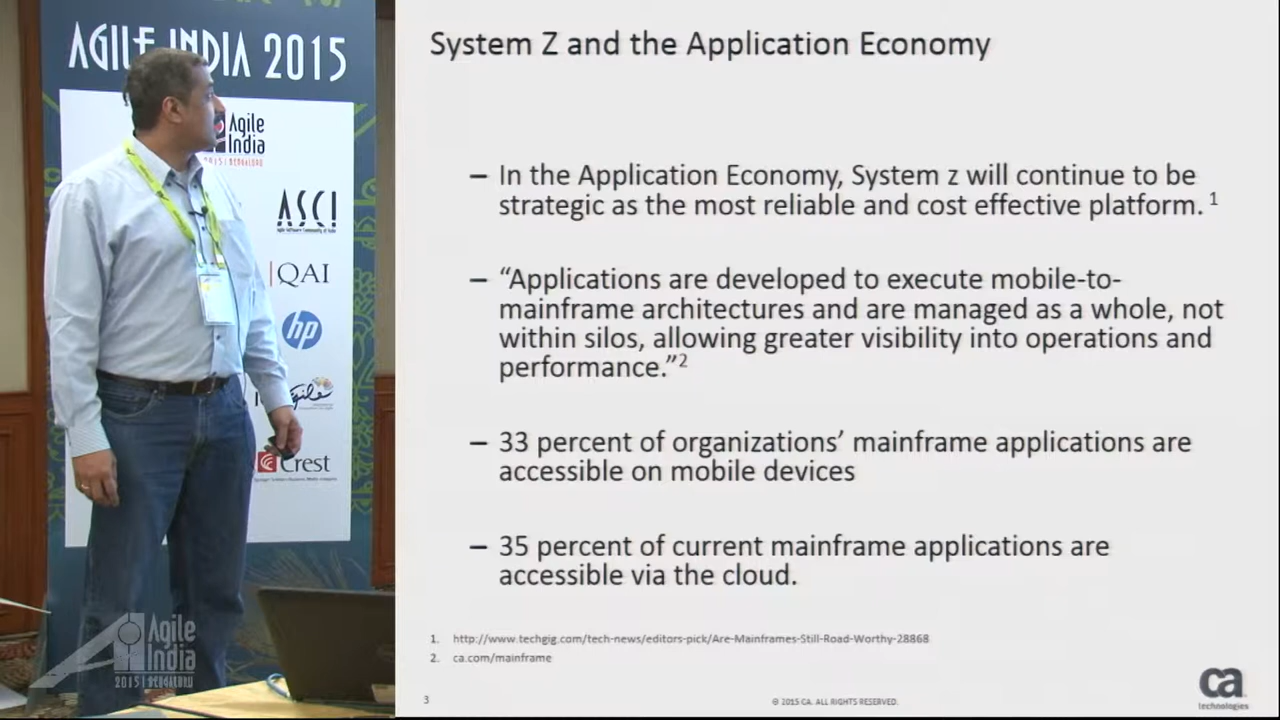 AGILE INDIA 2015
Agile
India
2015 | BENGALURU
ASCI
QAI
hp
agile
Crest
Agile
India
2015 | BENGALURU
System Z and the Application Economy
– In the Application Economy, System z will continue to be
strategic as the most reliable and cost effective platform. 1
– “Applications are developed to execute mobile-to-
mainframe architectures and are managed as a whole, not
within silos, allowing greater visibility into operations and
performance.”2
– 33 percent of organizations’ mainframe applications are
accessible on mobile devices
– 35 percent of current mainframe applications are
accessible via the cloud.
1. http://www.techgig.com/tech-news/editors-pick/Are-Mainframes-Still-Road-Worthy-28868
2. ca.com/mainframe
3
© 2015 CA. ALL RIGHTS RESERVED.
ca
technologies